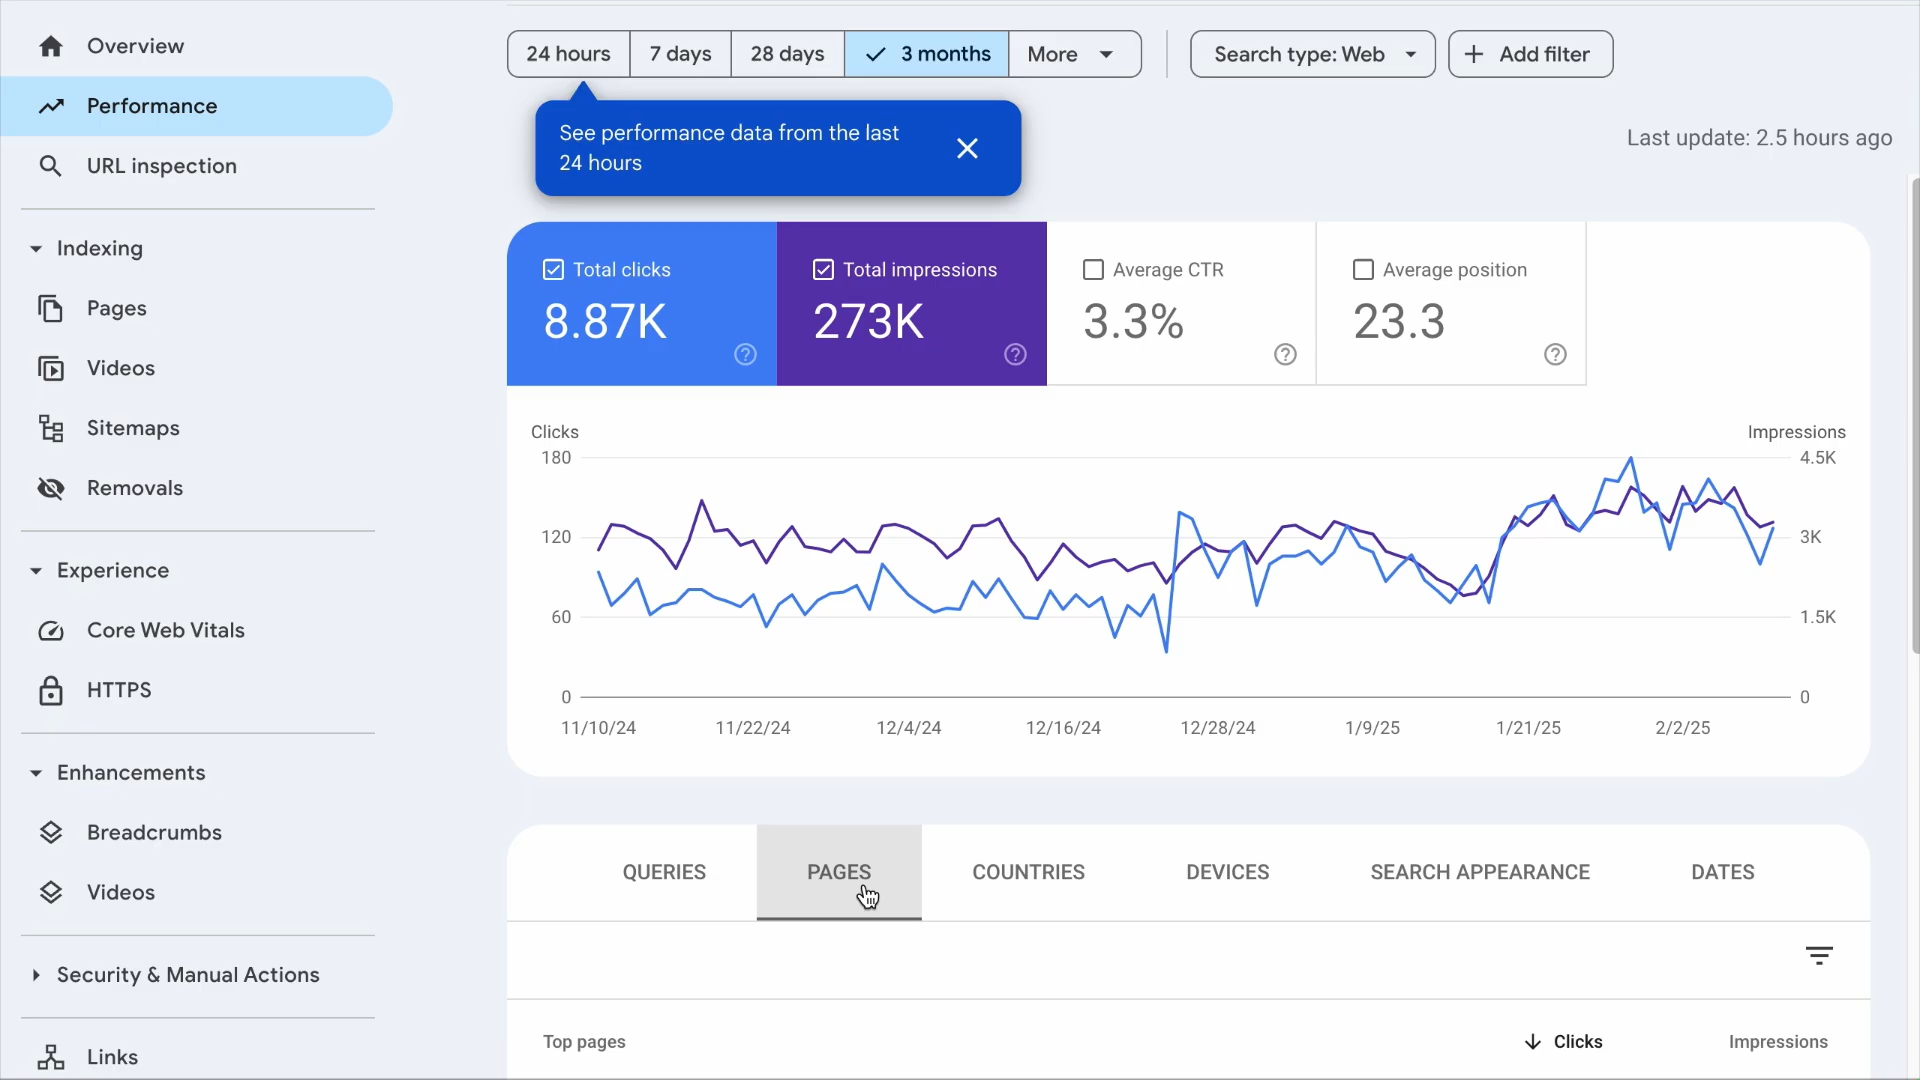 Overview
Performance
URL inspection
Indexing
Pages
Videos
Sitemaps
Removals
Experience
Core Web Vitals
HTTPS
Enhancements
Breadcrumbs
Videos
Security & Manual Actions
Links
24 hours
7 days
28 days
3 months
More
Search type: Web
Add filter
See performance data from the last
24 hours
Last update: 2.5 hours ago
Total clicks
8.87K
Total impressions
273K
Average CTR
3.3%
Average position
23.3
Clicks
Impressions
180
4.5K
120
3K
60
1.5K
0
0
11/10/24
11/22/24
12/4/24
12/16/24
12/28/24
1/9/25
1/21/25
2/2/25
QUERIES
PAGES
COUNTRIES
DEVICES
SEARCH APPEARANCE
DATES
Top pages
Clicks
Impressions